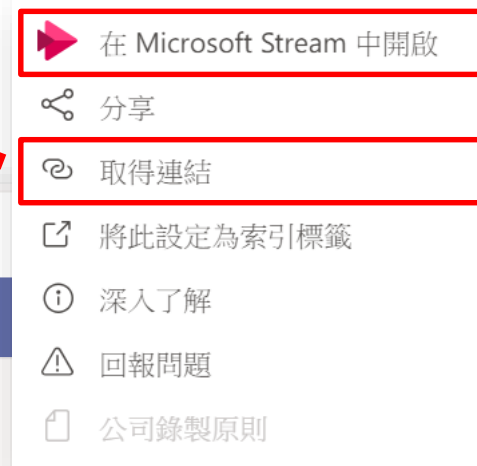 在 Microsoft Stream 中開啟
分享
取得連結
將此設定為索引標籤
深入了解
回報問題
公司錄製原則